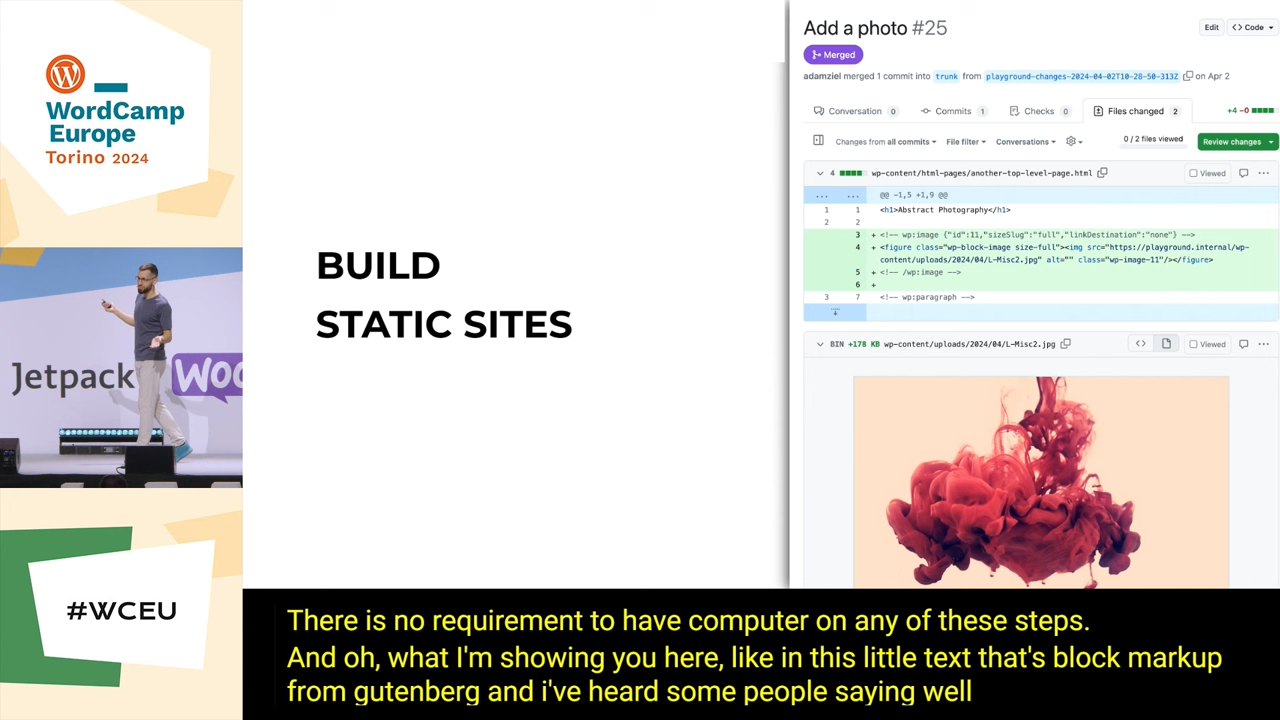 WordCamp
Europe
Torino 2024
Jetpack
WOO
#WCEU
BUILD
STATIC SITES
Add a photo #25
Edit
<> Code
Merged
adamziel merged 1 commit into trunk from playground-changes-2024-04-02T10-28-50-313Z on Apr 2
Conversation 0
Commits 1
Checks 0
Files changed 2
+4 −0
Changes from all commits
File filter
Conversations
0 / 2 files viewed
Review changes
4 wp-content/html-pages/another-top-level-page.html
Viewed
... ... @@ -1,5 +1,9 @@
1 1 <h1>Abstract Photography</h1>
2 2
3 + <!-- wp:image {"id":11,"sizeSlug":"full","linkDestination":"none"} -->
4 + <figure class="wp-block-image size-full"><img src="https://playground.internal/wp-
content/uploads/2024/04/L-Misc2.jpg" alt="" class="wp-image-11"/></figure>
5 + <!-- /wp:image -->
6 +
3 7 <!-- wp:paragraph -->
BIN +178 KB wp-content/uploads/2024/04/L-Misc2.jpg
Viewed
There is no requirement to have computer on any of these steps.
And oh, what I'm showing you here, like in this little text that's block markup
from gutenberg and i've heard some people saying well